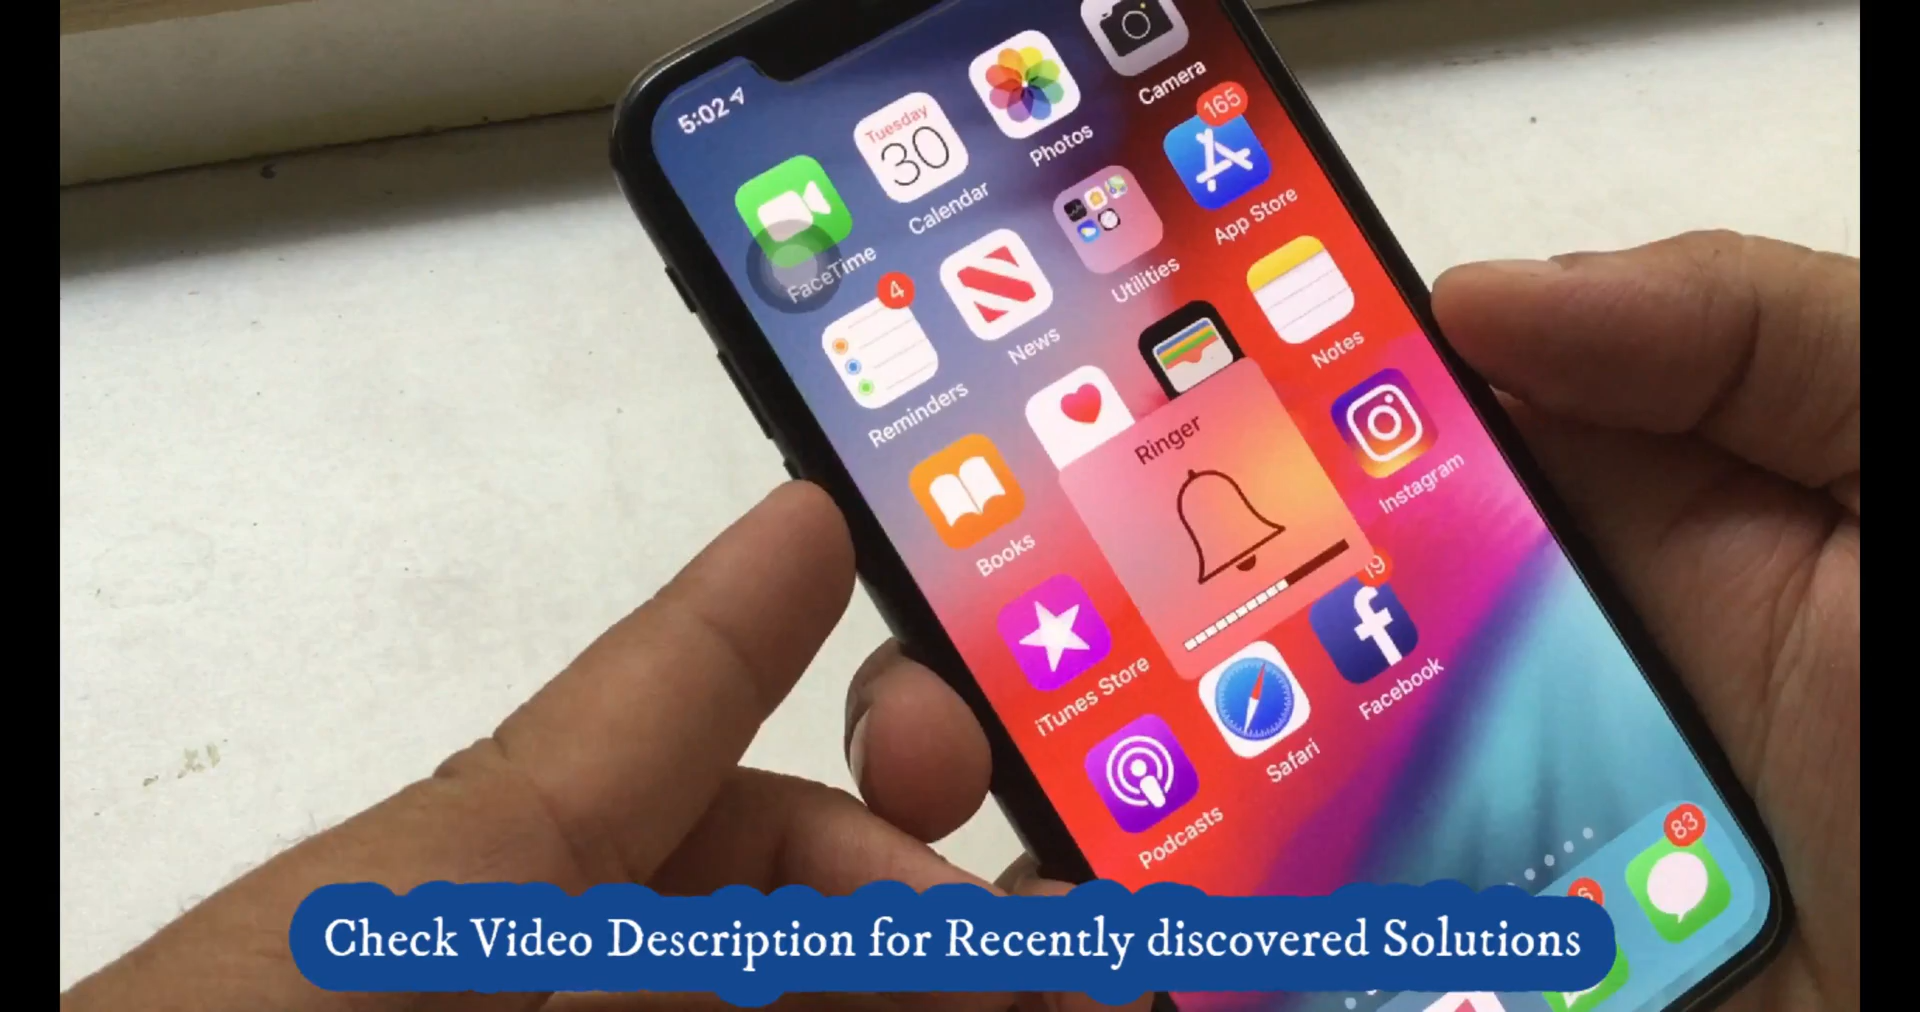 5:02
Tuesday
30
FaceTime
Calendar
Photos
Camera
4
Reminders
News
Utilities
165
App Store
Books
Notes
Ringer
Instagram
iTunes Store
19
Facebook
Podcasts
Safari
83
Check Video Description for Recently discovered Solutions